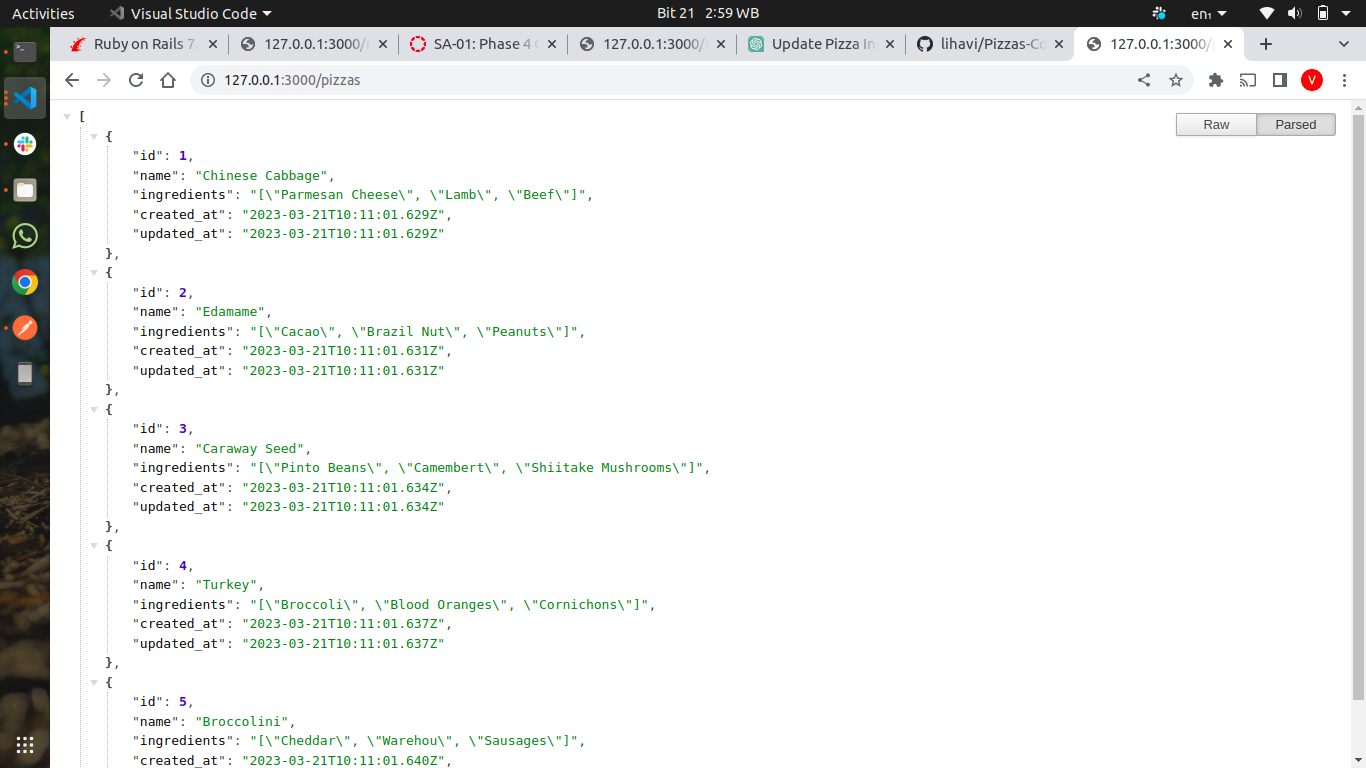 Activities
Visual Studio Code
Bit 21 2:59 WB
en₁
Ruby on Rails 7.
127.0.0.1:3000/r
SA-01: Phase 4 C
127.0.0.1:3000/r
Update Pizza In
lihavi/Pizzas-Co
127.0.0.1:3000/p
127.0.0.1:3000/pizzas
V
Raw
Parsed
[
{
"id": 1,
"name": "Chinese Cabbage",
"ingredients": "[\"Parmesan Cheese\", \"Lamb\", \"Beef\"]",
"created_at": "2023-03-21T10:11:01.629Z",
"updated_at": "2023-03-21T10:11:01.629Z"
},
{
"id": 2,
"name": "Edamame",
"ingredients": "[\"Cacao\", \"Brazil Nut\", \"Peanuts\"]",
"created_at": "2023-03-21T10:11:01.631Z",
"updated_at": "2023-03-21T10:11:01.631Z"
},
{
"id": 3,
"name": "Caraway Seed",
"ingredients": "[\"Pinto Beans\", \"Camembert\", \"Shiitake Mushrooms\"]",
"created_at": "2023-03-21T10:11:01.634Z",
"updated_at": "2023-03-21T10:11:01.634Z"
},
{
"id": 4,
"name": "Turkey",
"ingredients": "[\"Broccoli\", \"Blood Oranges\", \"Cornichons\"]",
"created_at": "2023-03-21T10:11:01.637Z",
"updated_at": "2023-03-21T10:11:01.637Z"
},
{
"id": 5,
"name": "Broccolini",
"ingredients": "[\"Cheddar\", \"Warehou\", \"Sausages\"]",
"created_at": "2023-03-21T10:11:01.640Z",